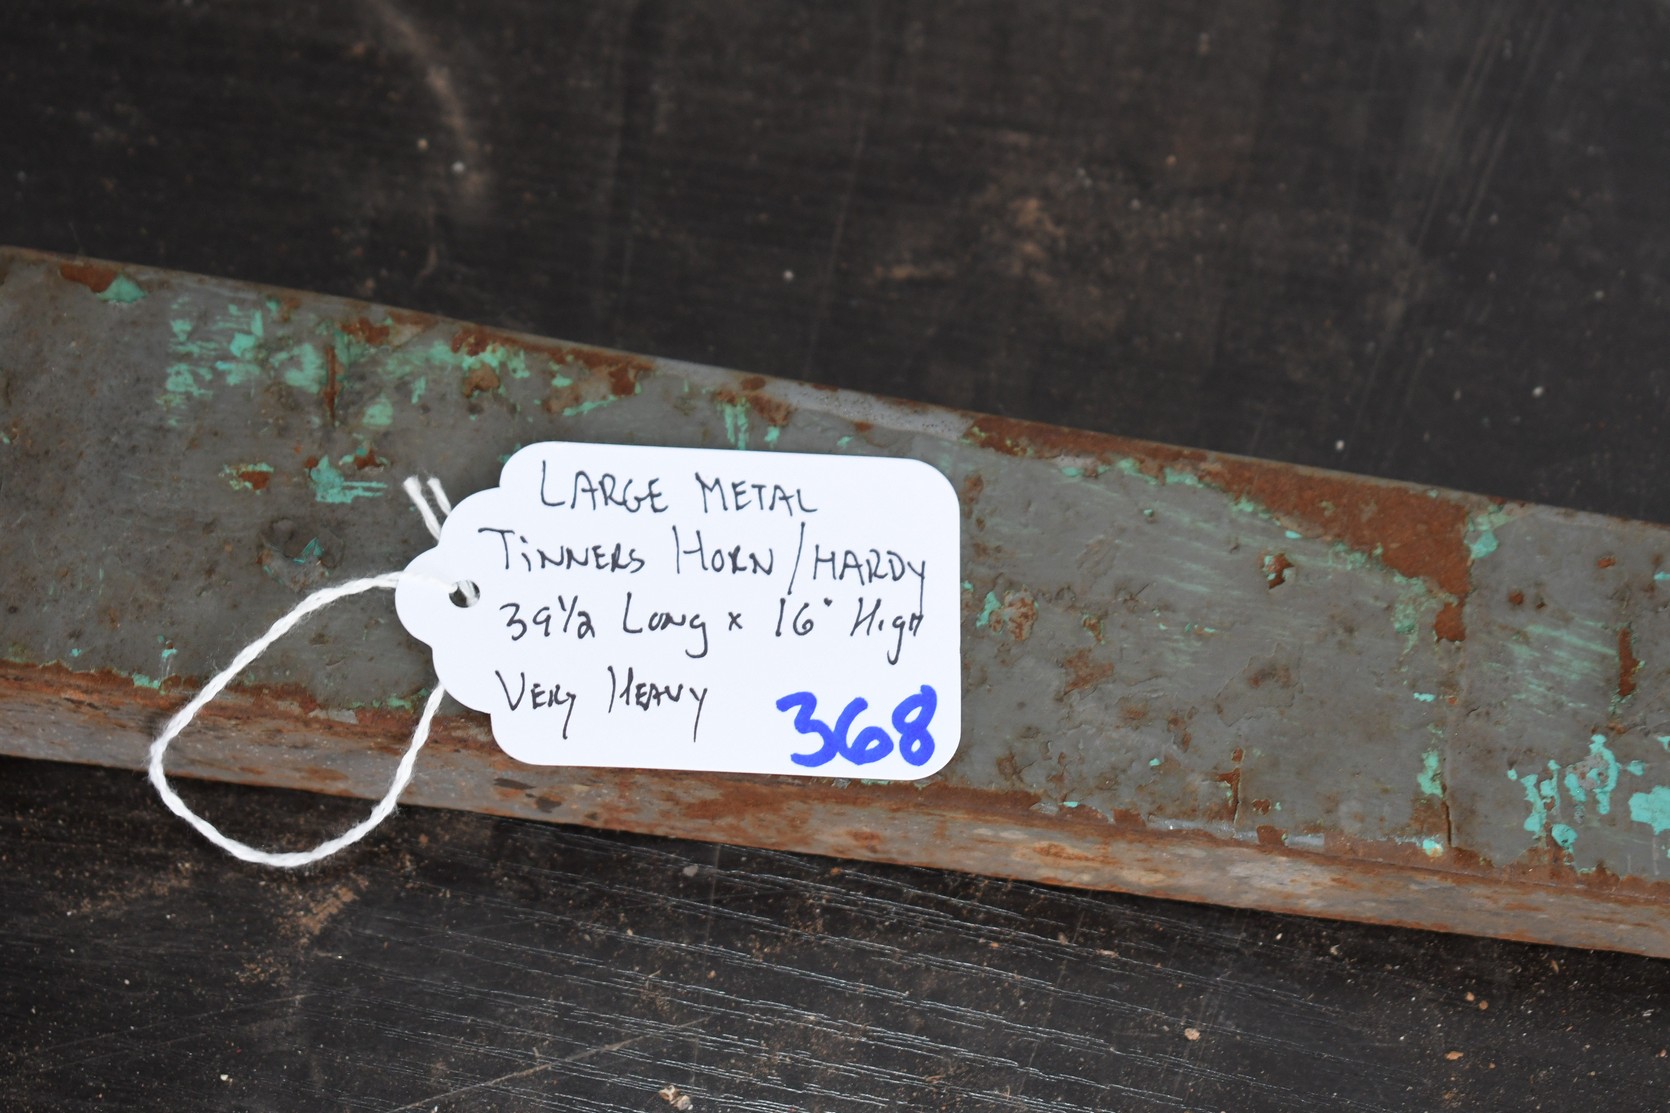 LARGE METAL
TINNERS HORN/HARDY
39½ LONG x 16" HIGH
VERY HEAVY
368